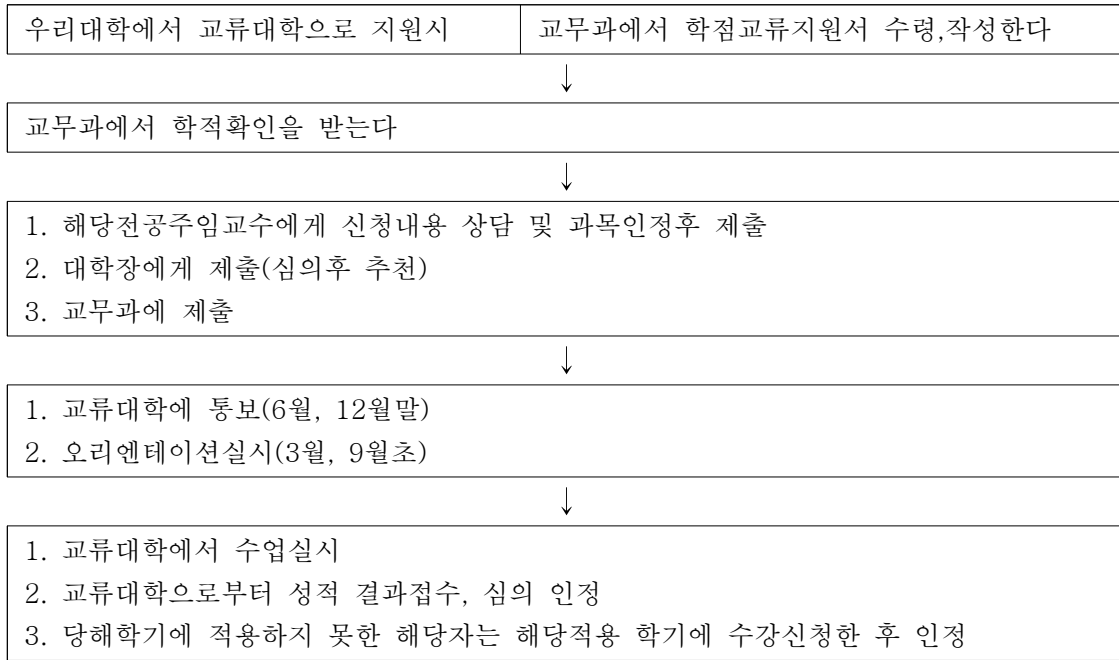 우리대학에서 교류대학으로 지원시 교무과에서 학점교류지원서 수령,작성한다
↓
교무과에서 학적확인을 받는다
↓
1. 해당전공주임교수에게 신청내용 상담 및 과목인정후 제출
2. 대학장에게 제출(심의후 추천)
3. 교무과에 제출
↓
1. 교류대학에 통보(6월, 12월말)
2. 오리엔테이션실시(3월, 9월초)
↓
1. 교류대학에서 수업실시
2. 교류대학으로부터 성적 결과접수, 심의 인정
3. 당해학기에 적용하지 못한 해당자는 해당적용 학기에 수강신청한 후 인정